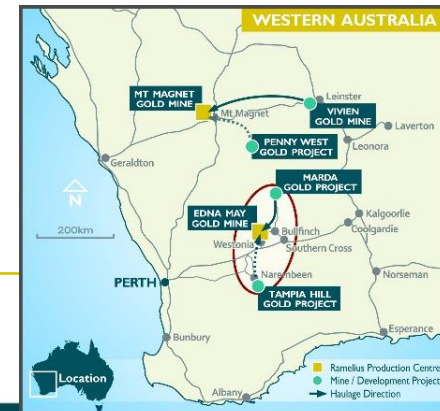 WESTERN AUSTRALIA
MT MAGNET
GOLD MINE
Mt Magnet
Leinster
VIVIEN
GOLD MINE
Laverton
Leonora
PENNY WEST
GOLD PROJECT
Geraldton
MARDA
GOLD PROJECT
N
200km
EDNA MAY
GOLD MINE
Bullfinch
Westonia
Southern Cross
Kalgoorlie
Coolgardie
PERTH
Narembeen
TAMPIA HILL
GOLD PROJECT
Norseman
Bunbury
Esperance
Albany
Location
Ramelius Production Centre
Mine / Development Project
Haulage Direction